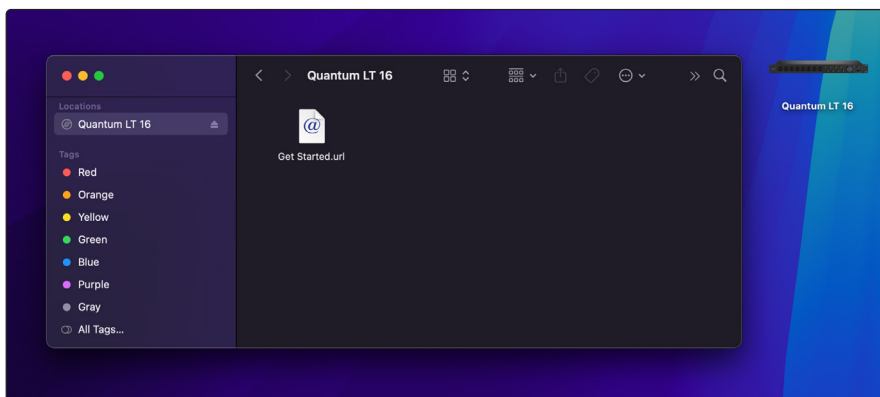 Quantum LT 16
Locations
Quantum LT 16
Tags
Red
Orange
Yellow
Green
Blue
Purple
Gray
All Tags...
@
Get Started.url
Quantum LT 16